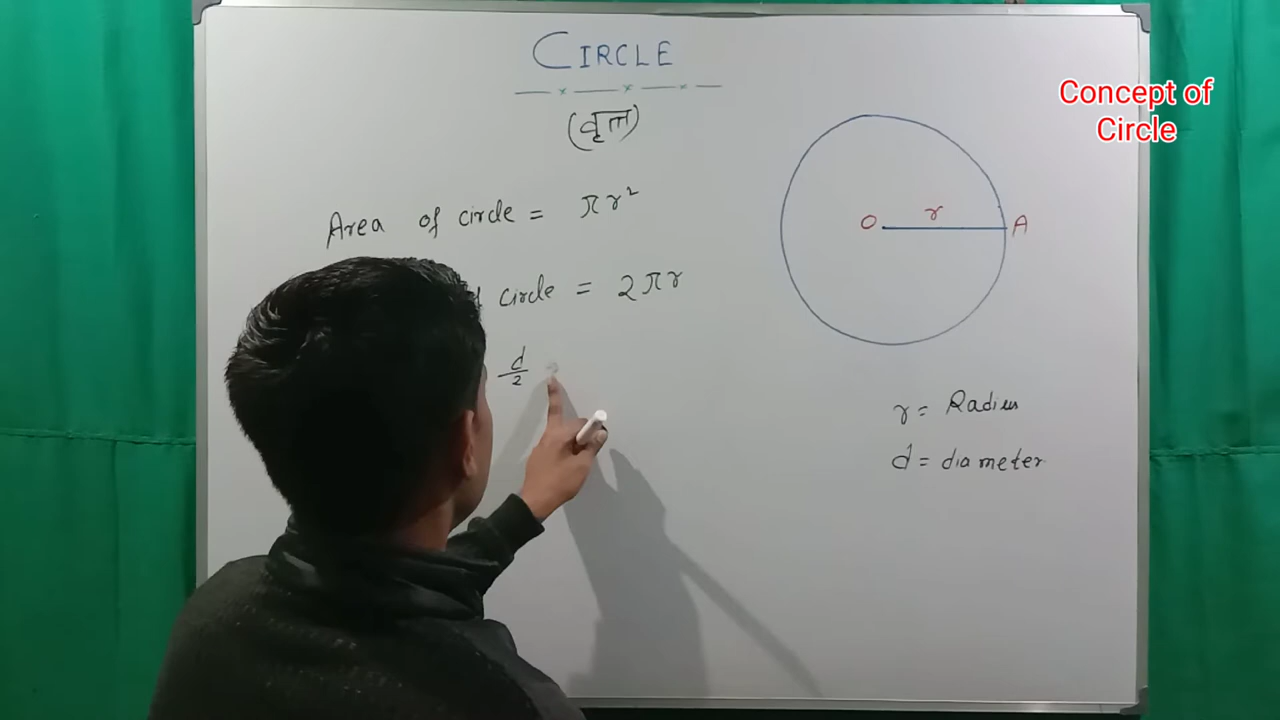 CIRCLE
(वृत्त)
Concept of
Circle
Area of circle = πr²
circle = 2πr
d/2
O r A
r = Radius
d = diameter